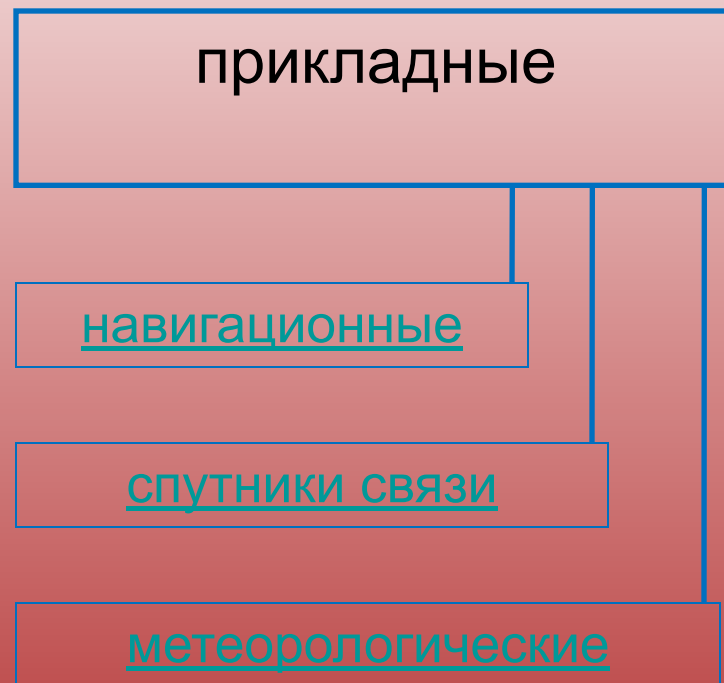 прикладные
навигационные
спутники связи
метеорологические